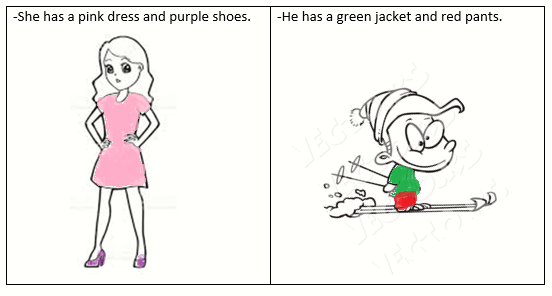 -She has a pink dress and purple shoes.
-He has a green jacket and red pants.